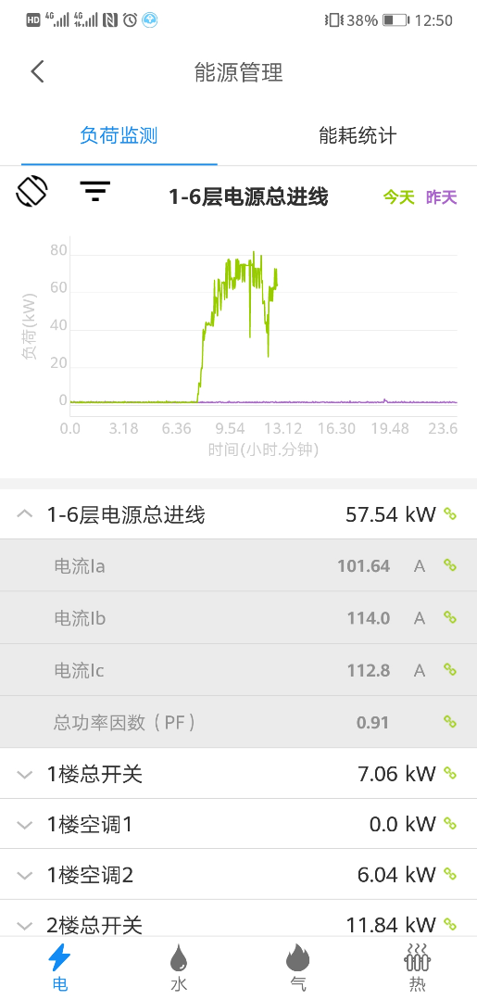 HD 4G 4G 38% 12:50
能源管理
负荷监测 能耗统计
1-6层电源总进线 今天 昨天
负荷(kW)
80
60
40
20
0
0.0 3.18 6.36 9.54 13.12 16.30 19.48 23.6
时间(小时.分钟)
1-6层电源总进线 57.54 kW
电流Ia 101.64 A
电流Ib 114.0 A
电流Ic 112.8 A
总功率因数（PF） 0.91
1楼总开关 7.06 kW
1楼空调1 0.0 kW
1楼空调2 6.04 kW
2楼总开关 11.84 kW
电 水 气 热